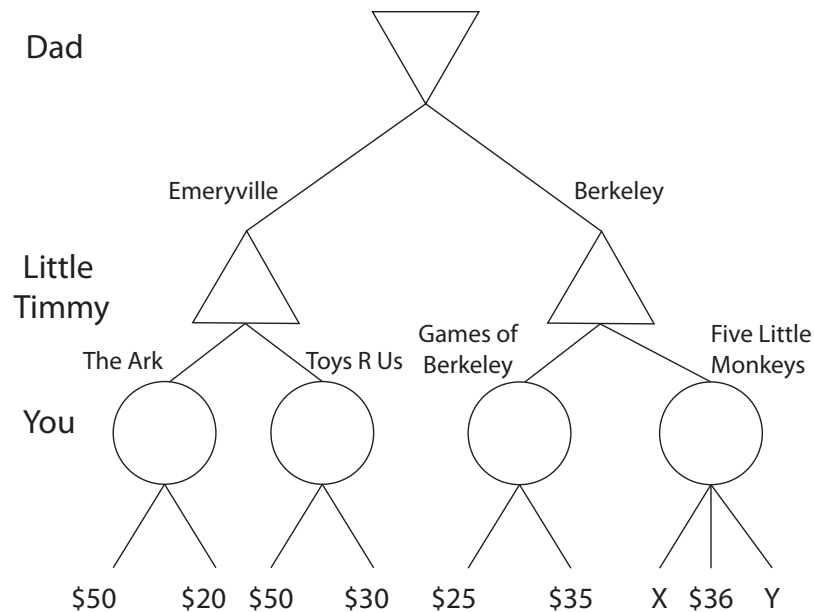 Dad
Emeryville
Berkeley
Little
Timmy
The Ark
Toys R Us
Games of
Berkeley
Five Little
Monkeys
You
$50
$20
$50
$30
$25
$35
X
$36
Y